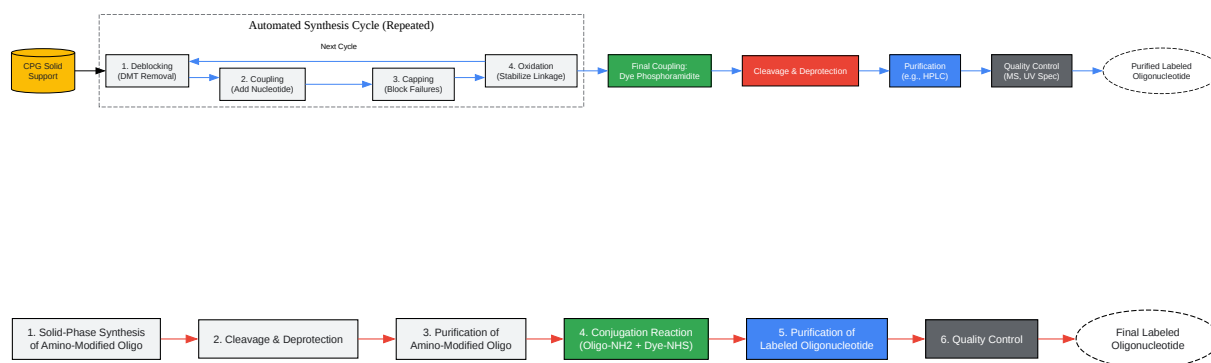 Automated Synthesis Cycle (Repeated)
Next Cycle
CPG Solid
Support
1. Deblocking
(DMT Removal)
2. Coupling
(Add Nucleotide)
3. Capping
(Block Failures)
4. Oxidation
(Stabilize Linkage)
Final Coupling:
Dye Phosphoramidite
Cleavage & Deprotection
Purification
(e.g., HPLC)
Quality Control
(MS, UV Spec)
Purified Labeled
Oligonucleotide
1. Solid-Phase Synthesis
of Amino-Modified Oligo
2. Cleavage & Deprotection
3. Purification of
Amino-Modified Oligo
4. Conjugation Reaction
(Oligo-NH2 + Dye-NHS)
5. Purification of
Labeled Oligonucleotide
6. Quality Control
Final Labeled
Oligonucleotide